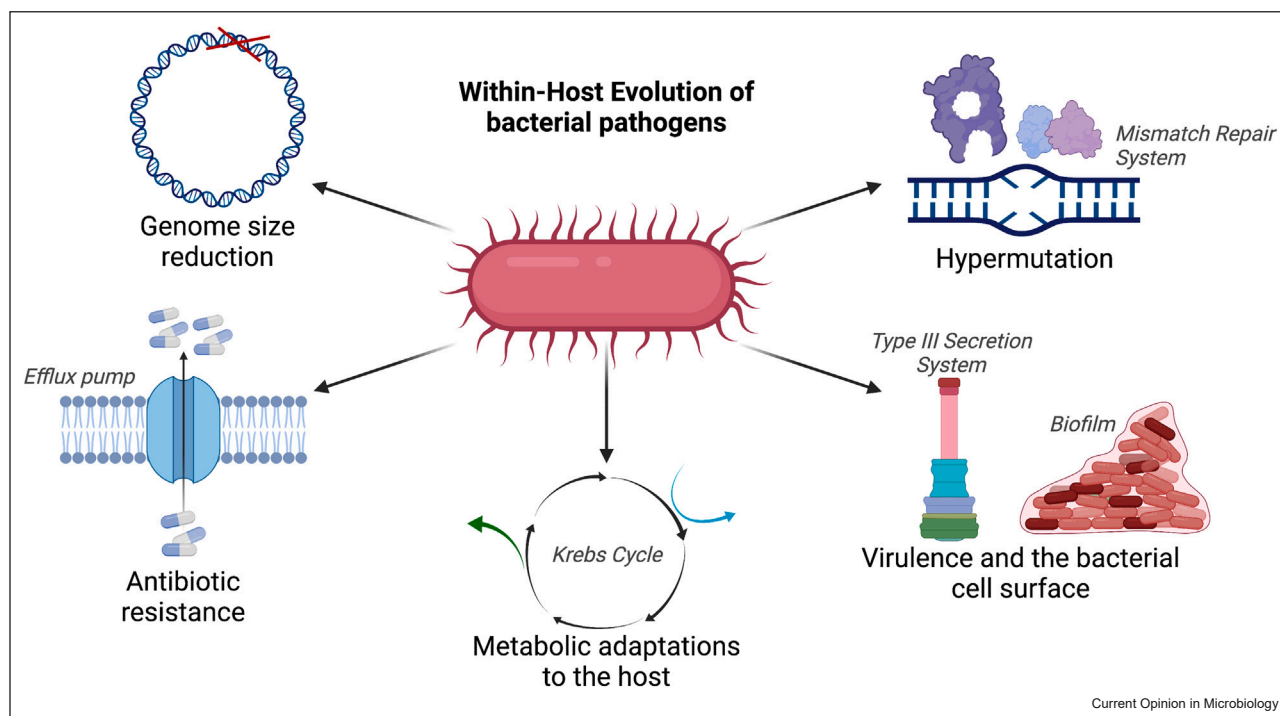 Within-Host Evolution of
bacterial pathogens
Genome size
reduction
Mismatch Repair
System
Hypermutation
Efflux pump
Antibiotic
resistance
Type III Secretion
System
Biofilm
Virulence and the bacterial
cell surface
Krebs Cycle
Metabolic adaptations
to the host
Current Opinion in Microbiology